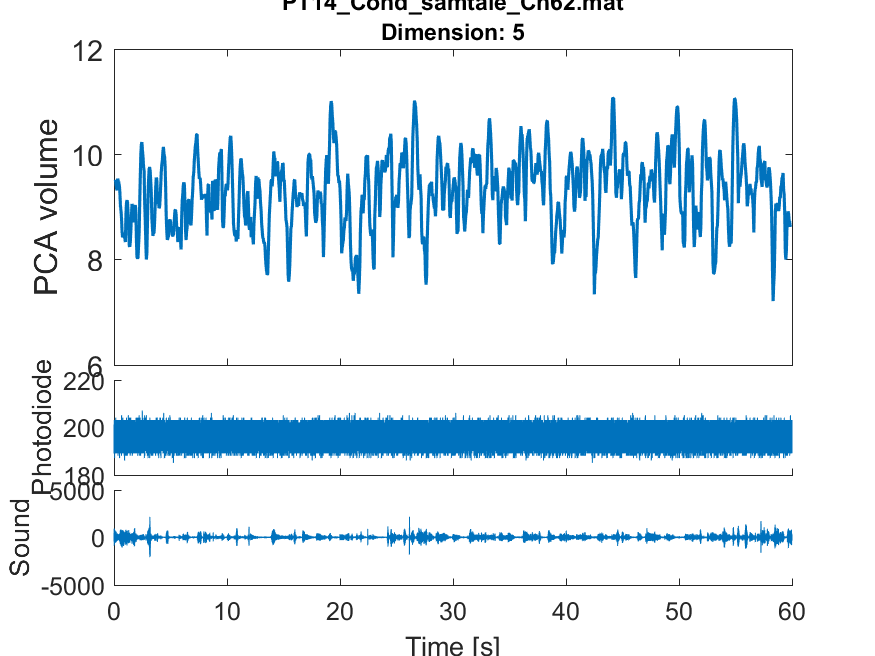 PT14_Cond_samtale_Ch62.mat
Dimension: 5
12
10
8
6
PCA volume
220
200
180
Photodiode
5000
0
-5000
Sound
0 10 20 30 40 50 60
Time [s]